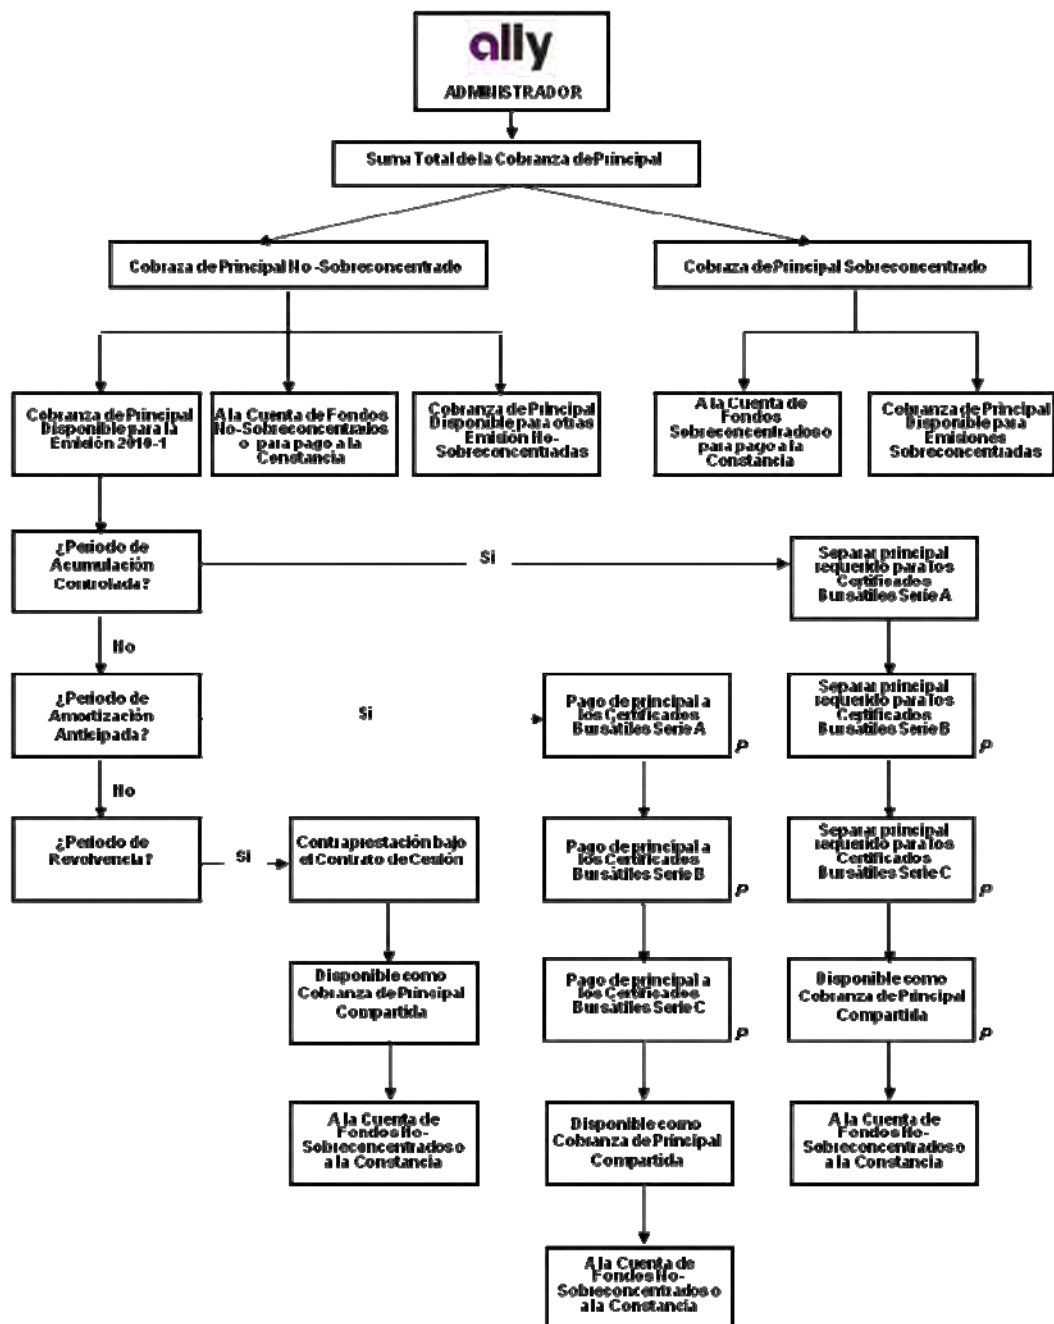 ally
ADMINISTRADOR
Suma Total de la Cobranza de Principal
Cobraza de Principal No -Sobreconcentrado
Cobraza de Principal Sobreconcentrado
Cobranza de Principal
Disponible para la
Emisión 2010-1
A la Cuenta de Fondos
No-Sobreconcentrados
o para pago a la
Constancia
Cobranza de Principal
Disponible para otras
Emisión No-
Sobreconcentradas
A la Cuenta de
Fondos
Sobreconcentrados o
para pago a la
Constancia
Cobranza de Principal
Disponible para
Emisiones
Sobreconcentradas
¿Periodo de
Acumulación
Controlada?
Si
Separar principal
requerido para los
Certificados
Bursátiles Serie A
No
¿Periodo de
Amortización
Anticipada?
Si
Pago de principal a
los Certificados
Bursátiles Serie A
P
Separar principal
requerido para los
Certificados
Bursátiles Serie B
P
No
¿Periodo de
Revolvencia?
Si
Contraprestación bajo
el Contrato de Cesión
Pago de principal a
los Certificados
Bursátiles Serie B
P
Separar principal
requerido para los
Certificados
Bursátiles Serie C
P
Disponible como
Cobranza de Principal
Compartida
Pago de principal a
los Certificados
Bursátiles Serie C
P
Disponible como
Cobranza de Principal
Compartida
P
A la Cuenta de
Fondos No-
Sobreconcentrados o
a la Constancia
Disponible como
Cobranza de Principal
Compartida
A la Cuenta de
Fondos No-
Sobreconcentrados o
a la Constancia
A la Cuenta de
Fondos No-
Sobreconcentrados o
a la Constancia